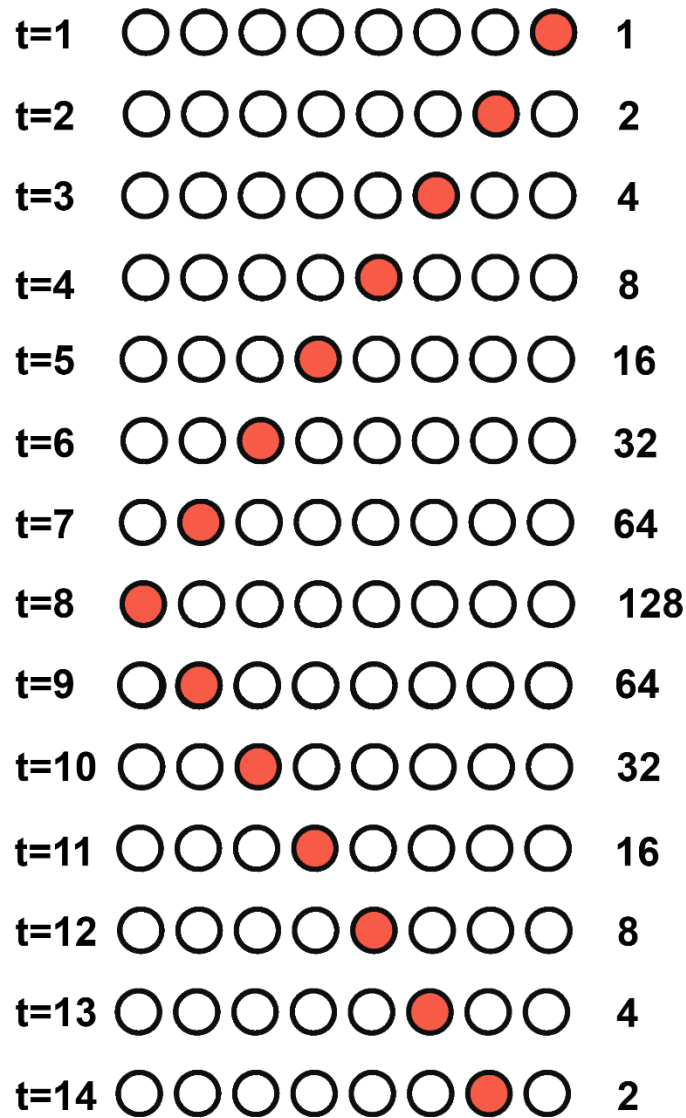 t=1 1
t=2 2
t=3 4
t=4 8
t=5 16
t=6 32
t=7 64
t=8 128
t=9 64
t=10 32
t=11 16
t=12 8
t=13 4
t=14 2